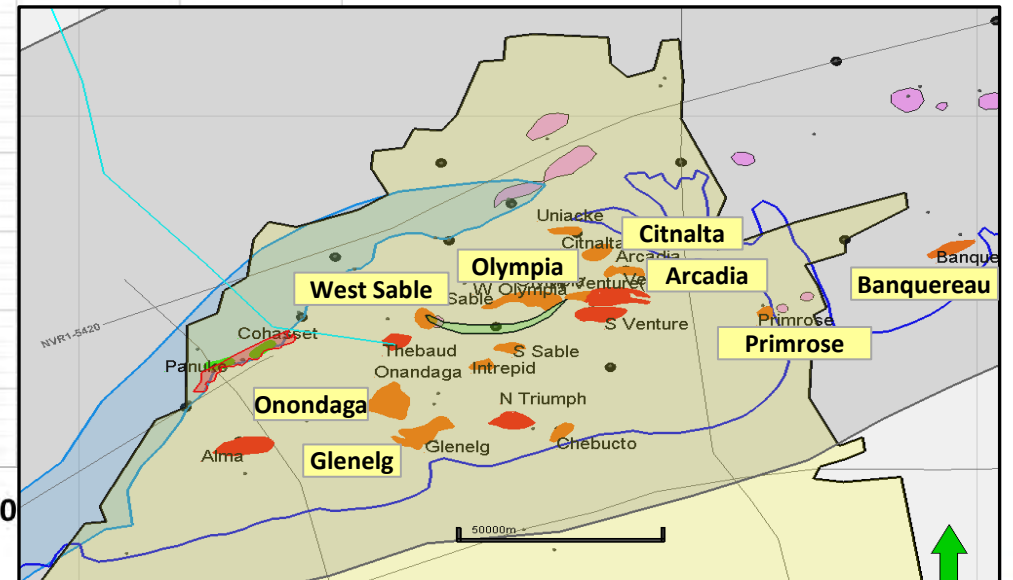 Uniacke
Citnalta
Citnalta
Arcadia
Olympia
Arcadia
Venture
Banque
Banquereau
West Sable
Sable
W Olympia
NVR1-5420
S Venture
Primrose
Primrose
Cohasset
Panuke
Thebaud
S Sable
Onandaga
Intrepid
Onondaga
N Triumph
Glenelg
Chebucto
Alma
Glenelg
0
50000m